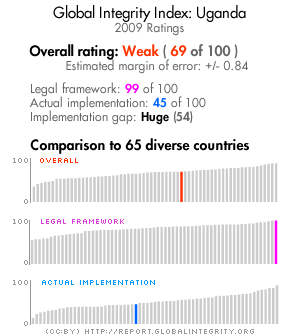 Global Integrity Index: Uganda
2009 Ratings
Overall rating: Weak ( 69 of 100 )
Estimated margin of error: +/- 0.84
Legal framework: 99 of 100
Actual implementation: 45 of 100
Implementation gap: Huge (54)
Comparison to 65 diverse countries
100 OVERALL
0
100 LEGAL FRAMEWORK
0
100 ACTUAL IMPLEMENTATION
0
(CC:BY) HTTP://REPORT.GLOBALINTEGRITY.ORG